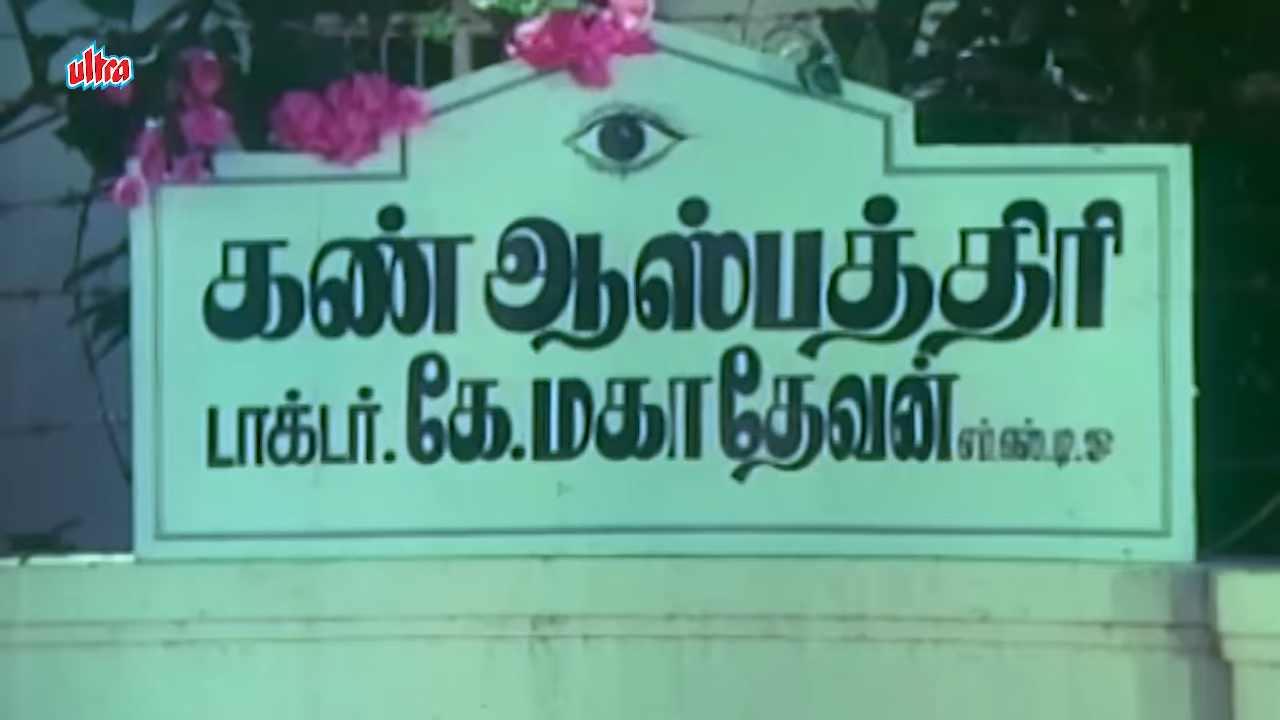 ultra
கண் ஆஸ்பத்திரி
டாக்டர். கே. மகாதேவன்